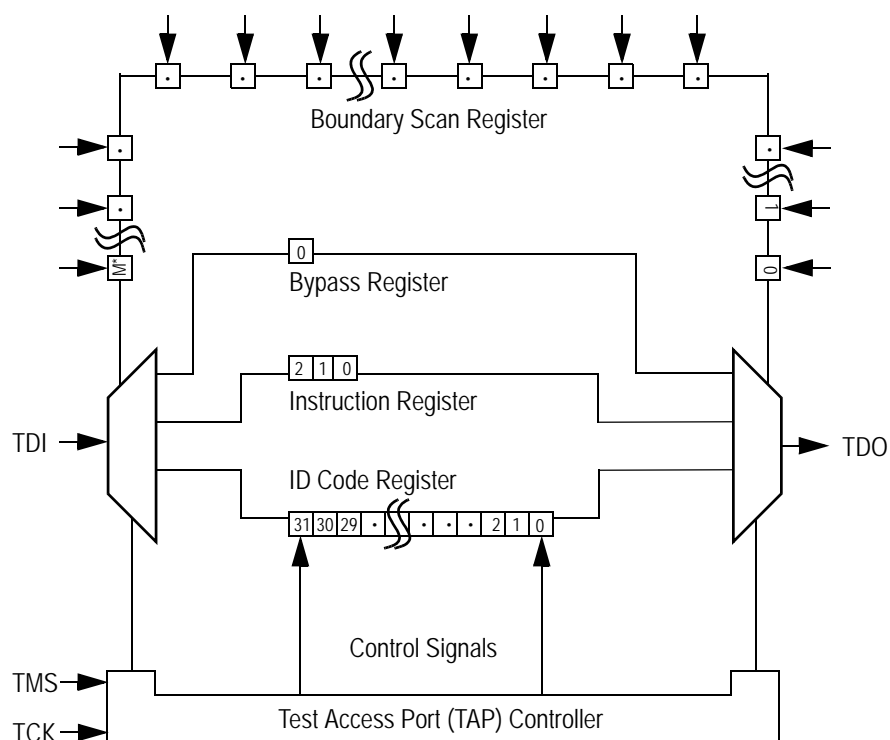 . . . . . . . .
Boundary Scan Register
. .
. 1
M* 0
0
Bypass Register
2 1 0
Instruction Register
TDI TDO
ID Code Register
31 30 29 . . . . . 2 1 0
Control Signals
TMS
Test Access Port (TAP) Controller
TCK